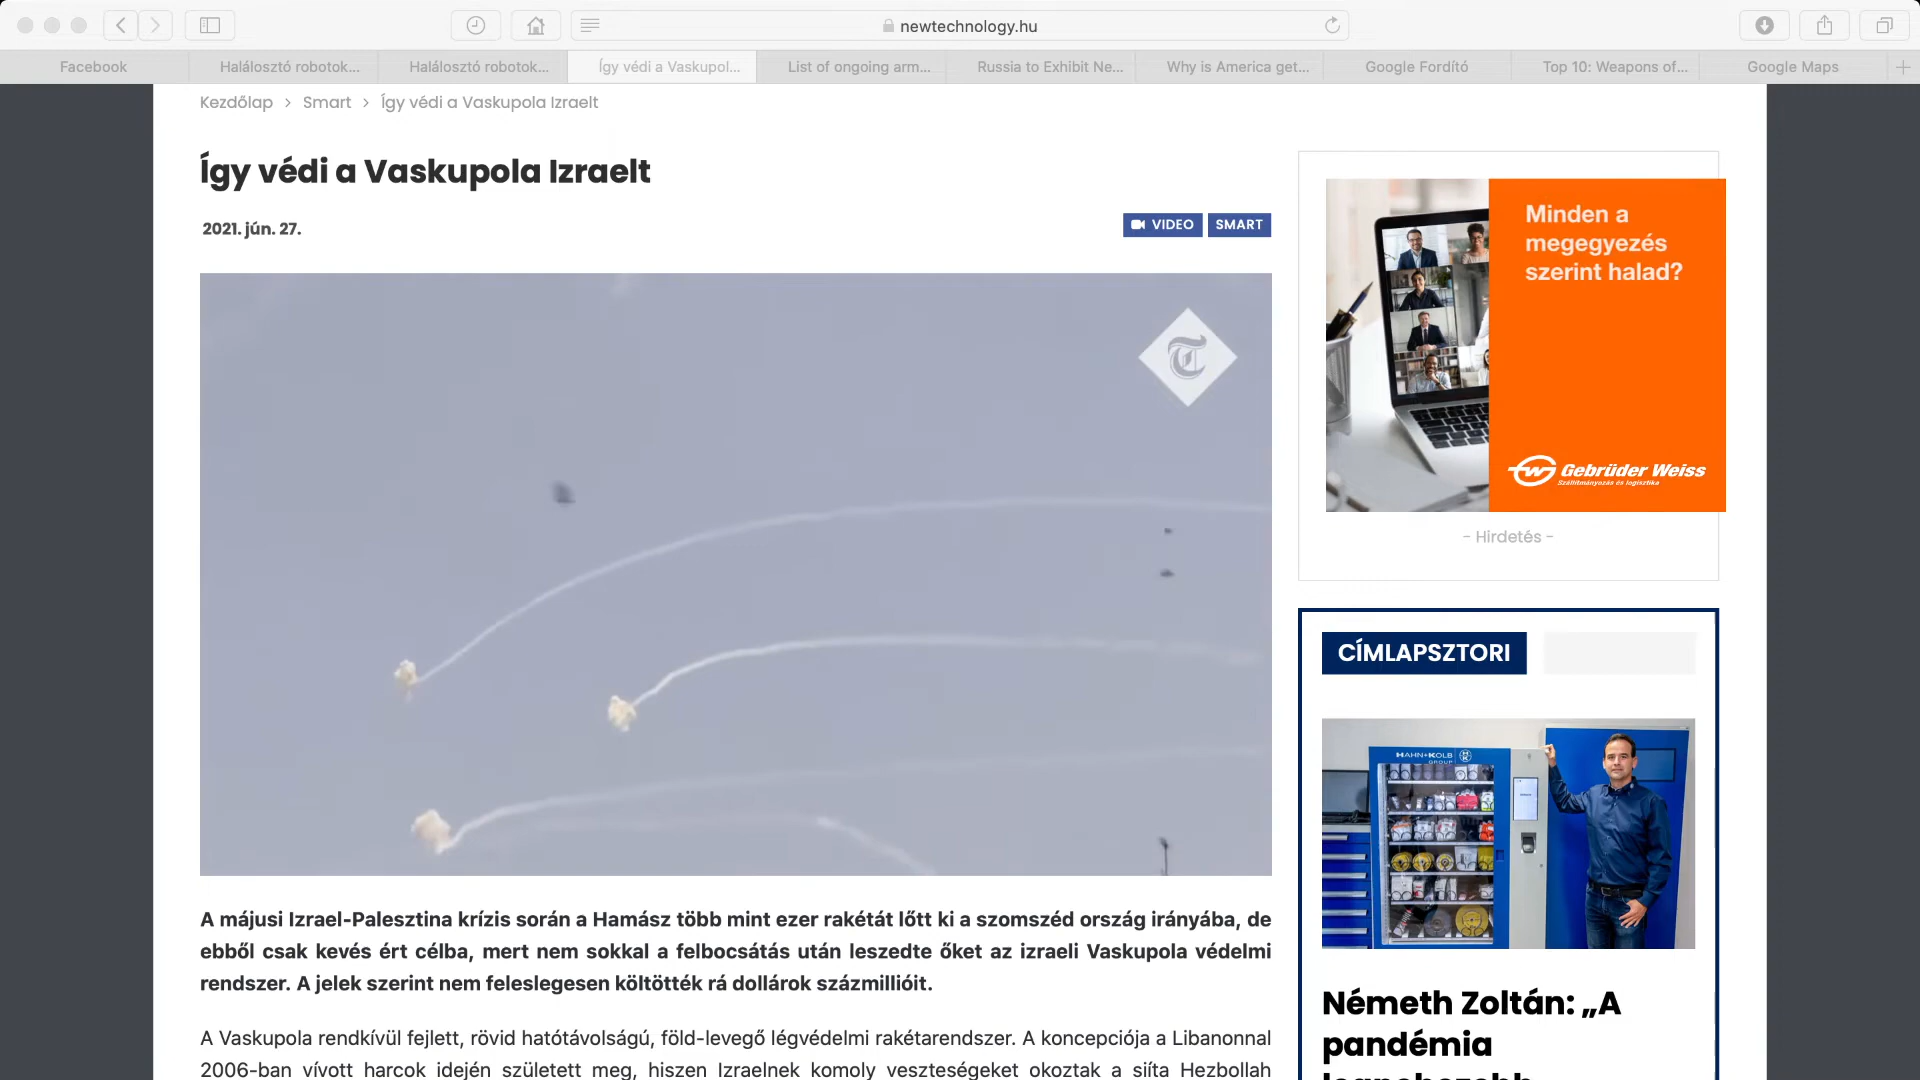 newtechnology.hu
Facebook
Halálosztó robotok...
Halálosztó robotok...
Így védi a Vaskupol...
List of ongoing arm...
Russia to Exhibit Ne...
Why is America get...
Google Fordító
Top 10: Weapons of...
Google Maps
Kezdőlap > Smart > Így védi a Vaskupola Izraelt
Így védi a Vaskupola Izraelt
2021. jún. 27.
VIDEO
SMART
T
A májusi Izrael-Palesztina krízis során a Hamász több mint ezer rakétát lőtt ki a szomszéd ország irányába, de
ebből csak kevés ért célba, mert nem sokkal a felbocsátás után leszedte őket az izraeli Vaskupola védelmi
rendszer. A jelek szerint nem feleslegesen költötték rá dollárok százmillióit.
A Vaskupola rendkívül fejlett, rövid hatótávolságú, föld-levegő légvédelmi rakétarendszer. A koncepciója a Libanonnal
2006-ban vívott harcok idején született meg, hiszen Izraelnek komoly veszteségeket okoztak a síita Hezbollah
Minden a
megegyezés
szerint halad?
Gebrüder Weiss
Szállítmányozás és logisztika
- Hirdetés -
CÍMLAPSZTORI
HAHN+KOLB
GROUP
Németh Zoltán: „A
pandémia